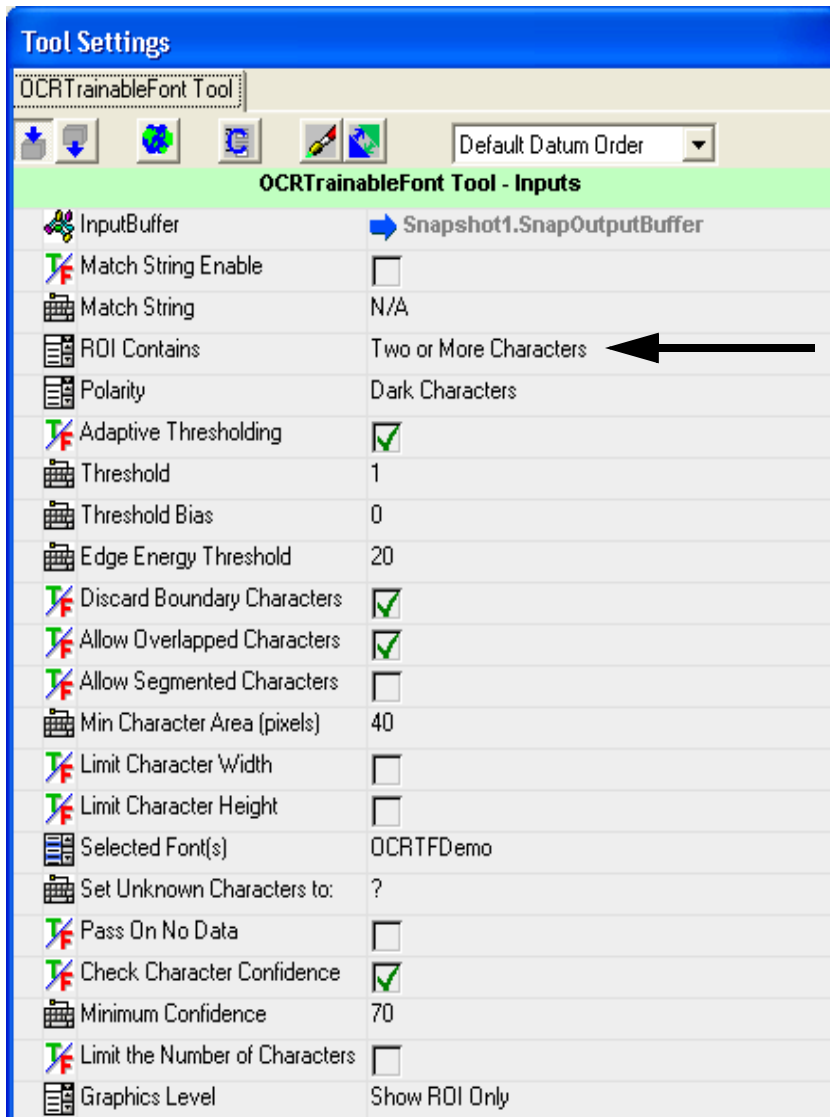 Tool Settings
OCRTrainableFont Tool
Default Datum Order
OCRTrainableFont Tool - Inputs
InputBuffer Snapshot1.SnapOutputBuffer
Match String Enable
Match String N/A
ROI Contains Two or More Characters
Polarity Dark Characters
Adaptive Thresholding
Threshold 1
Threshold Bias 0
Edge Energy Threshold 20
Discard Boundary Characters
Allow Overlapped Characters
Allow Segmented Characters
Min Character Area (pixels) 40
Limit Character Width
Limit Character Height
Selected Font(s) OCRTFDemo
Set Unknown Characters to: ?
Pass On No Data
Check Character Confidence
Minimum Confidence 70
Limit the Number of Characters
Graphics Level Show ROI Only